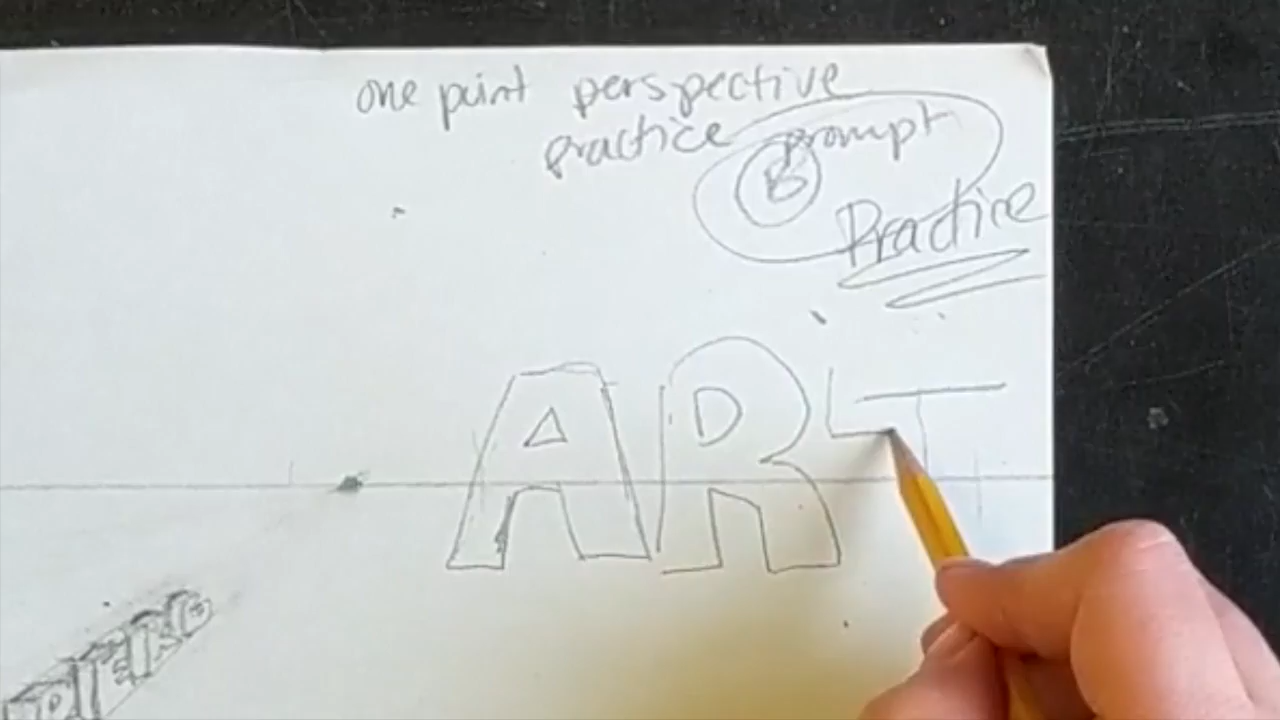 one point perspective
practice prompt
B
Practice
ART